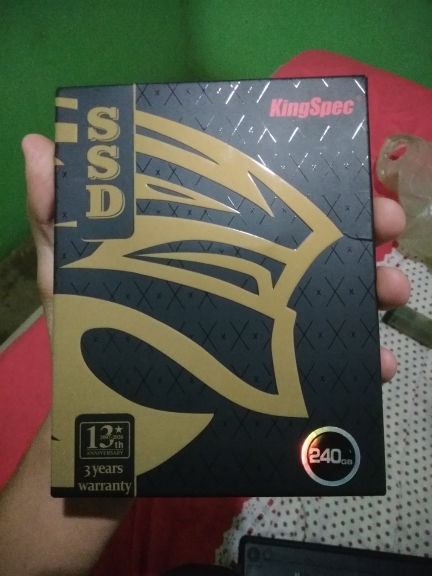 SSD
KingSpec
13th
ANNIVERSARY
3 years
warranty
240GB